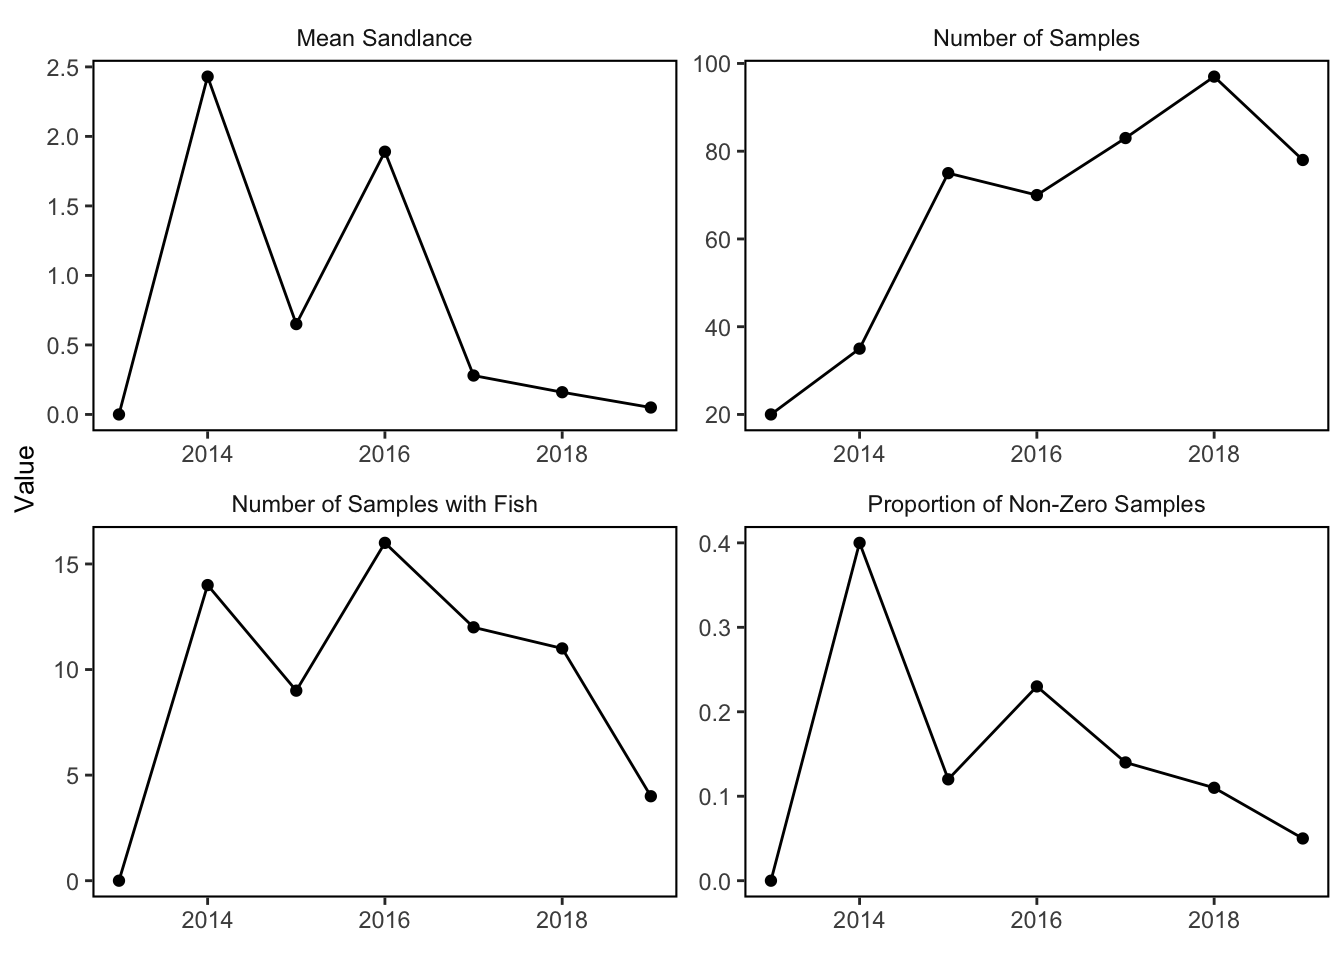 Mean Sandlance
Number of Samples
2.5
2.0
1.5
1.0
0.5
0.0
100
80
60
40
20
2014 2016 2018
2014 2016 2018
Value
Number of Samples with Fish
Proportion of Non-Zero Samples
15
10
5
0
0.4
0.3
0.2
0.1
0.0
2014 2016 2018
2014 2016 2018